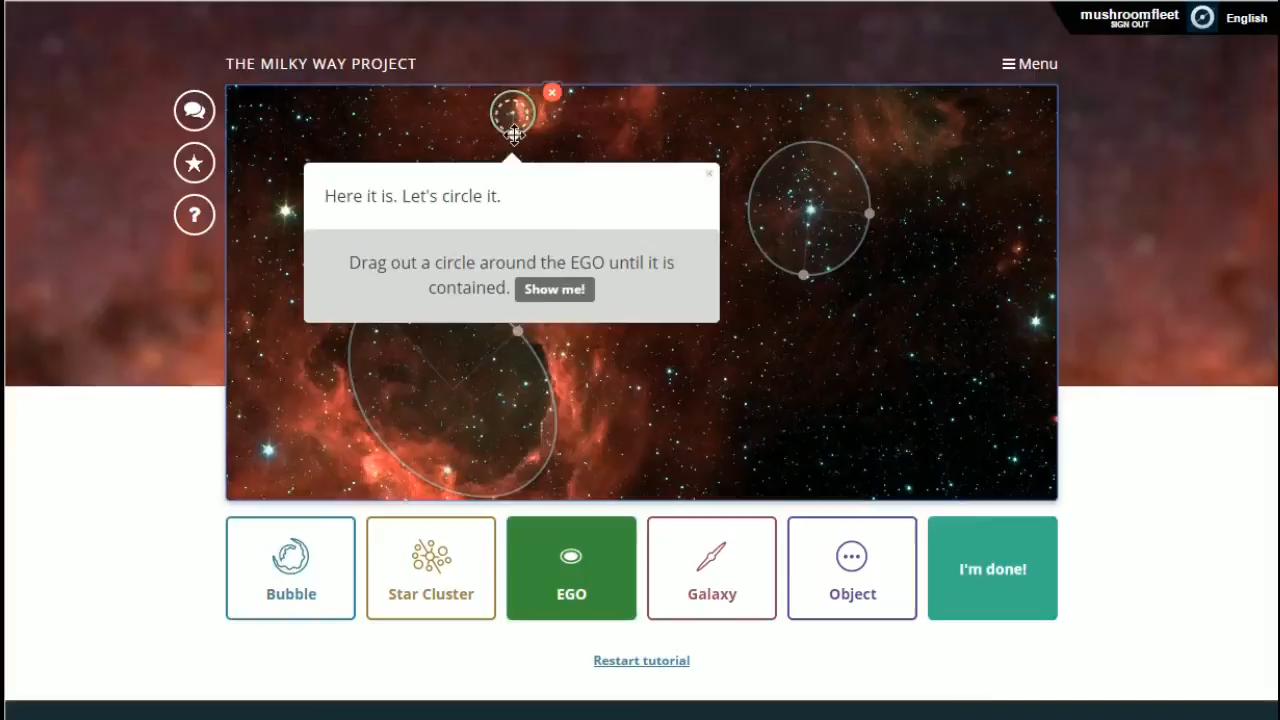 mushroomfleet
SIGN OUT
English
THE MILKY WAY PROJECT
Menu
Here it is. Let's circle it.
Drag out a circle around the EGO until it is
contained. Show me!
Bubble
Star Cluster
EGO
Galaxy
Object
I'm done!
Restart tutorial